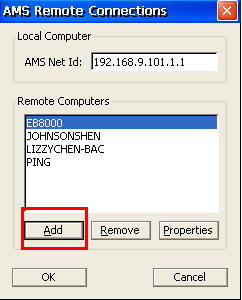 AMS Remote Connections
Local Computer
AMS Net Id: 192.168.9.101.1.1
Remote Computers
EB8000
JOHNSONSHEN
LIZZYCHEN-BAC
PING
Add Remove Properties
OK Cancel